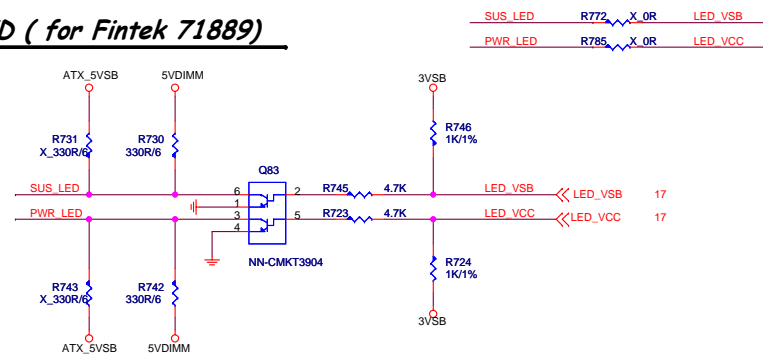 D ( for Fintek 71889)
SUS_LED R772 X_0R LED_VSB
PWR_LED R785 X_0R LED_VCC
ATX_5VSB 5VDIMM 3VSB
R731
X_330R/6
R730
330R/6
R746
1K/1%
Q83
SUS_LED 6 2 R745 4.7K LED_VSB LED_VSB 17
1
PWR_LED 3 5 R723 4.7K LED_VCC LED_VCC 17
4
NN-CMKT3904
R743
X_330R/6
R742
330R/6
R724
1K/1%
3VSB
ATX_5VSB 5VDIMM